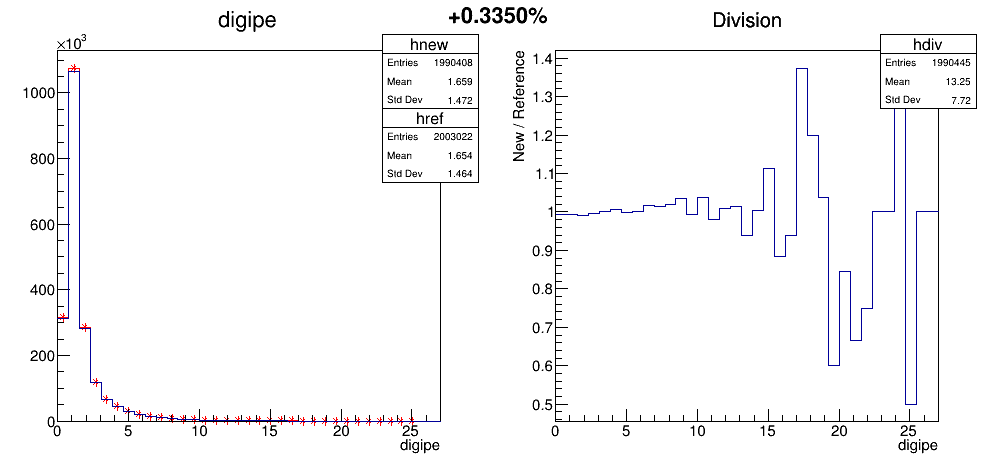 digipe
+0.3350%
Division
×10³
hnew
Entries 1990408
Mean 1.659
Std Dev 1.472
href
Entries 2003022
Mean 1.654
Std Dev 1.464
1000
800
600
400
200
0
0 5 10 15 20 25
digipe
hdiv
Entries 1990445
Mean 13.25
Std Dev 7.72
New / Reference
1.4
1.3
1.2
1.1
1
0.9
0.8
0.7
0.6
0.5
0 5 10 15 20 25
digipe